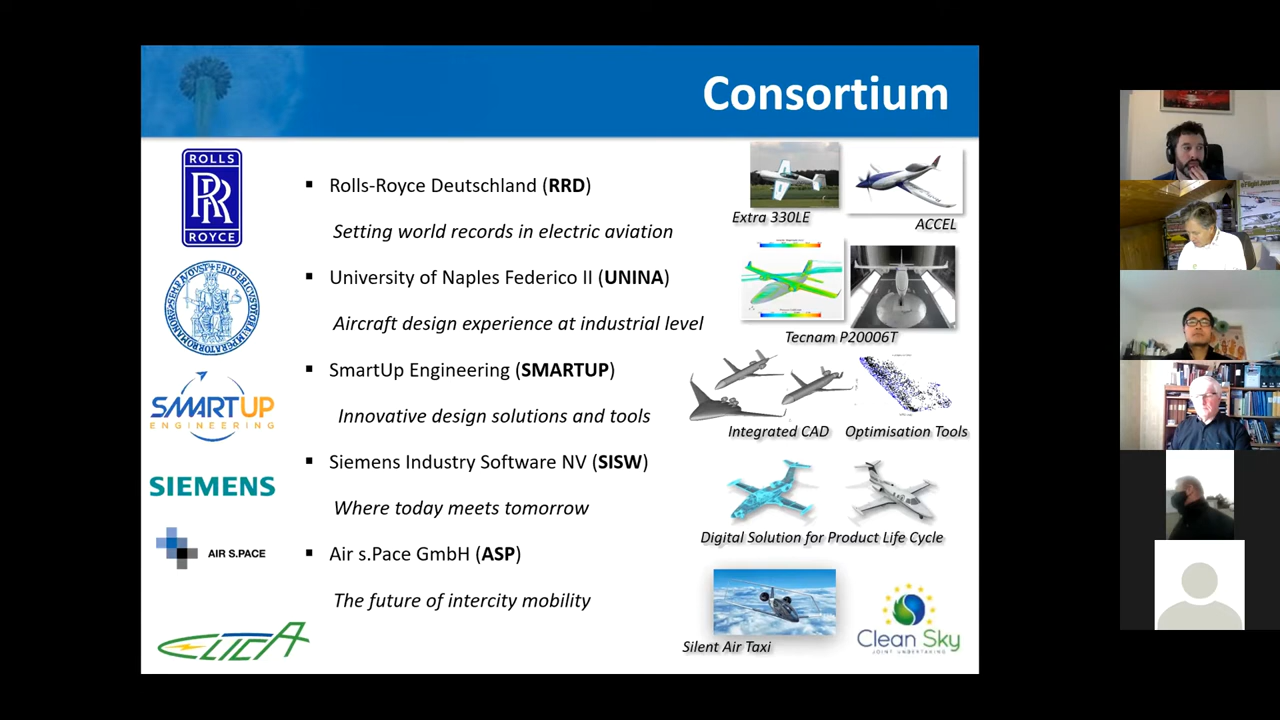 Consortium
ROLLS
RR
ROYCE
Rolls-Royce Deutschland (RRD)
Setting world records in electric aviation
Extra 330LE
ACCEL
University of Naples Federico II (UNINA)
Aircraft design experience at industrial level
Tecnam P20006T
SMARTUP
ENGINEERING
SmartUp Engineering (SMARTUP)
Innovative design solutions and tools
Integrated CAD
Optimisation Tools
SIEMENS
Siemens Industry Software NV (SISW)
Where today meets tomorrow
Digital Solution for Product Life Cycle
AIR S.PACE
Air s.Pace GmbH (ASP)
The future of intercity mobility
Silent Air Taxi
ELICA
Clean Sky
JOINT UNDERTAKING